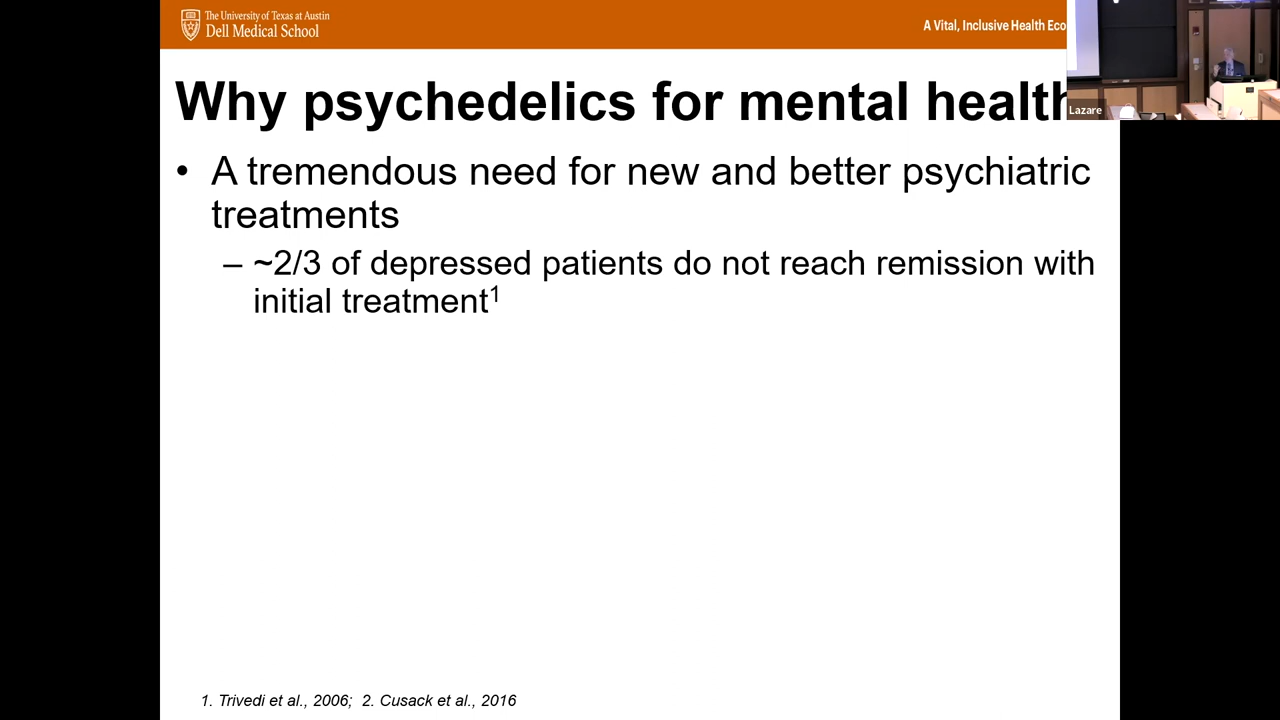 The University of Texas at Austin
Dell Medical School
A Vital, Inclusive Health Eco
Lazare
Why psychedelics for mental health
• A tremendous need for new and better psychiatric
treatments
– ~2/3 of depressed patients do not reach remission with
initial treatment¹
1. Trivedi et al., 2006; 2. Cusack et al., 2016